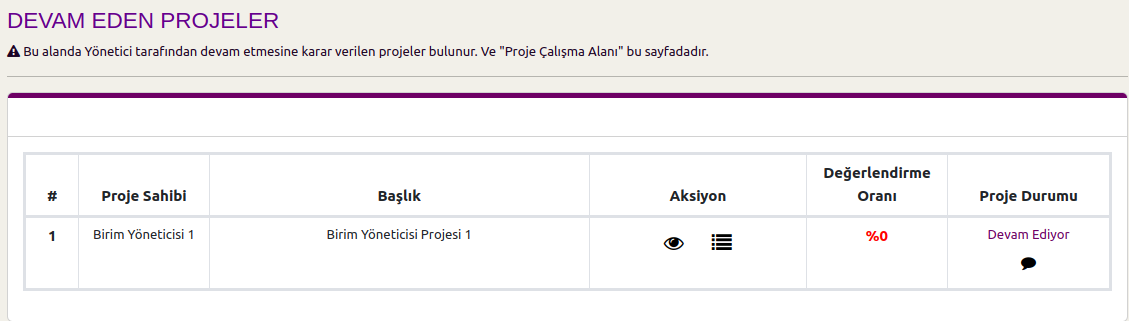 DEVAM EDEN PROJELER
Bu alanda Yönetici tarafından devam etmesine karar verilen projeler bulunur. Ve "Proje Çalışma Alanı" bu sayfadadır.
# Proje Sahibi Başlık Aksiyon Değerlendirme Oranı Proje Durumu
1 Birim Yöneticisi 1 Birim Yöneticisi Projesi 1 %0 Devam Ediyor